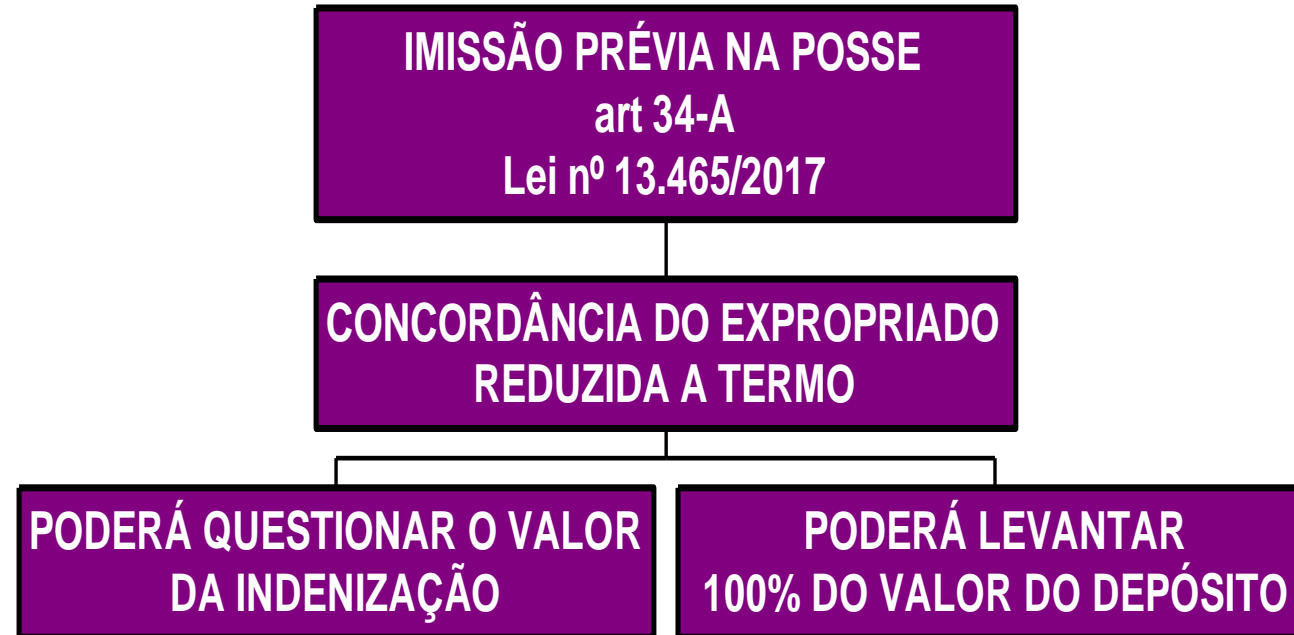 IMISSÃO PRÉVIA NA POSSE
art 34-A
Lei nº 13.465/2017
CONCORDÂNCIA DO EXPROPRIADO
REDUZIDA A TERMO
PODERÁ QUESTIONAR O VALOR
DA INDENIZAÇÃO
PODERÁ LEVANTAR
100% DO VALOR DO DEPÓSITO